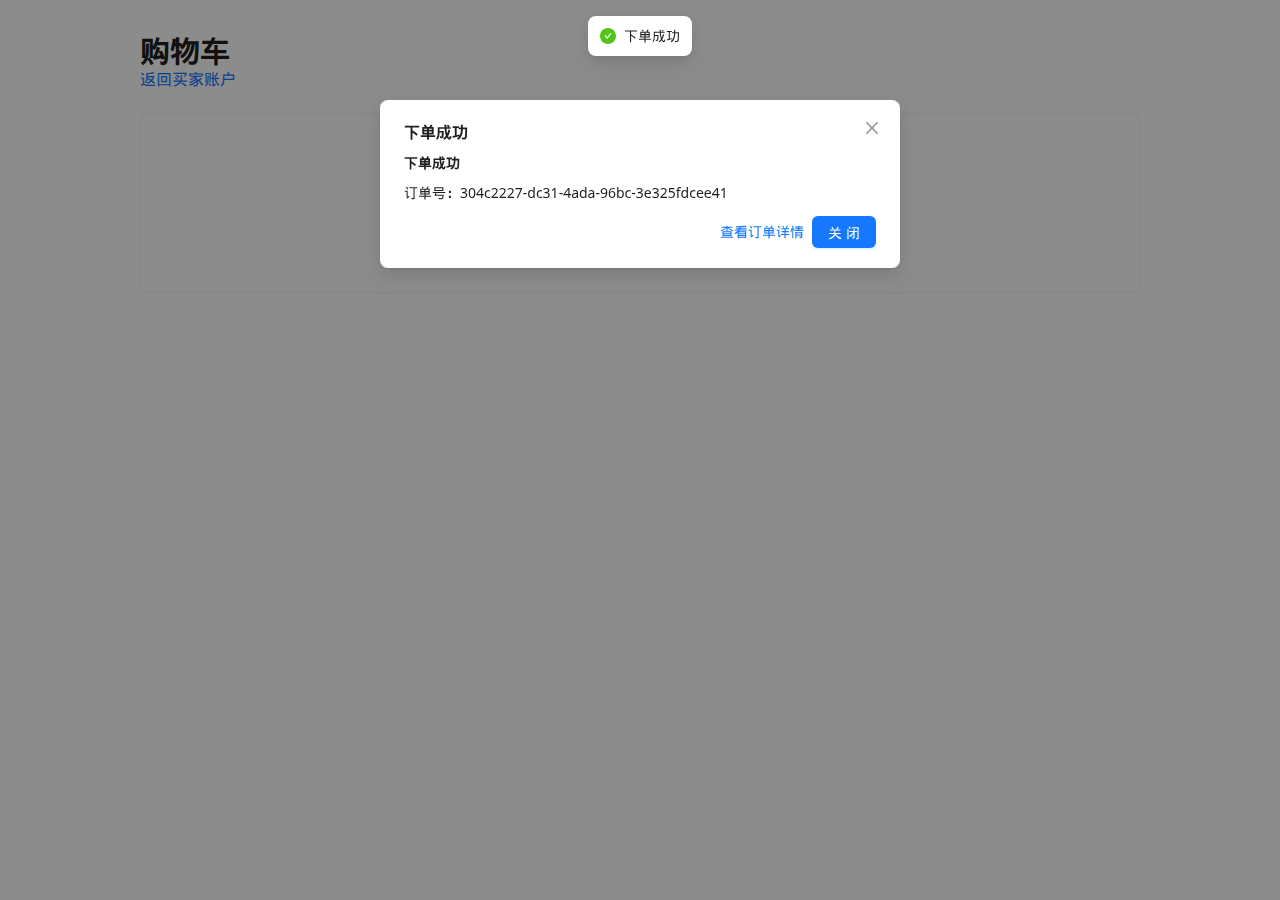 下单成功
购物车
返回买家账户
下单成功
下单成功
订单号：304c2227-dc31-4ada-96bc-3e325fdcee41
查看订单详情 关 闭